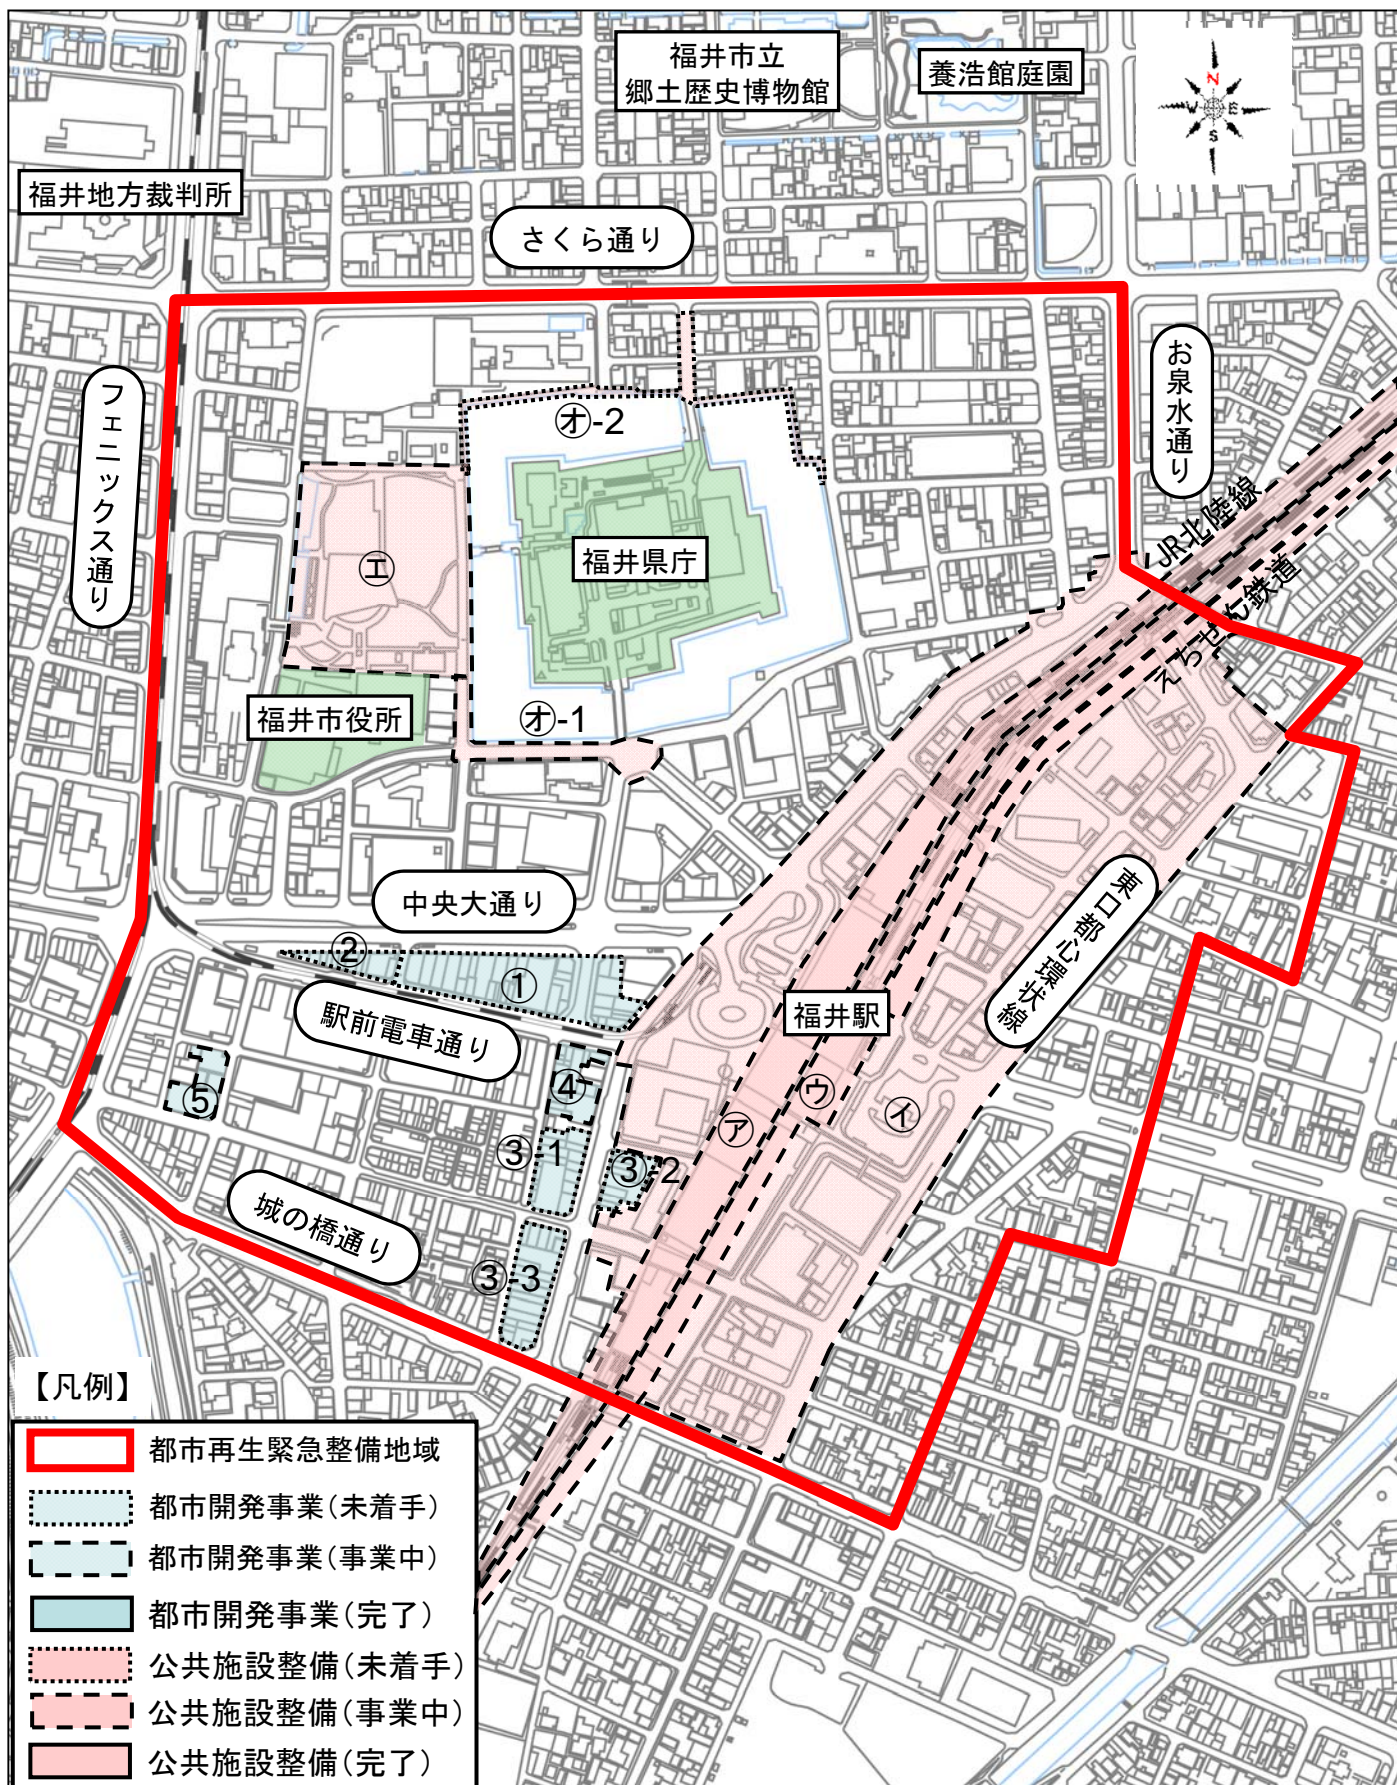 福井市立
郷土歴史博物館
養浩館庭園
N
W
E
S
福井地方裁判所
さくら通り
お泉水通り
フェニックス通り
㋔-2
JR北陸線
えちぜん鉄道
㋓
福井県庁
福井市役所
㋔-1
中央大通り
東口都心環状線
②
①
駅前電車通り
福井駅
④
⑤
㋒
㋑
㋐
③-1
③-2
城の橋通り
③-3
【凡例】
都市再生緊急整備地域
都市開発事業(未着手)
都市開発事業(事業中)
都市開発事業(完了)
公共施設整備(未着手)
公共施設整備(事業中)
公共施設整備(完了)